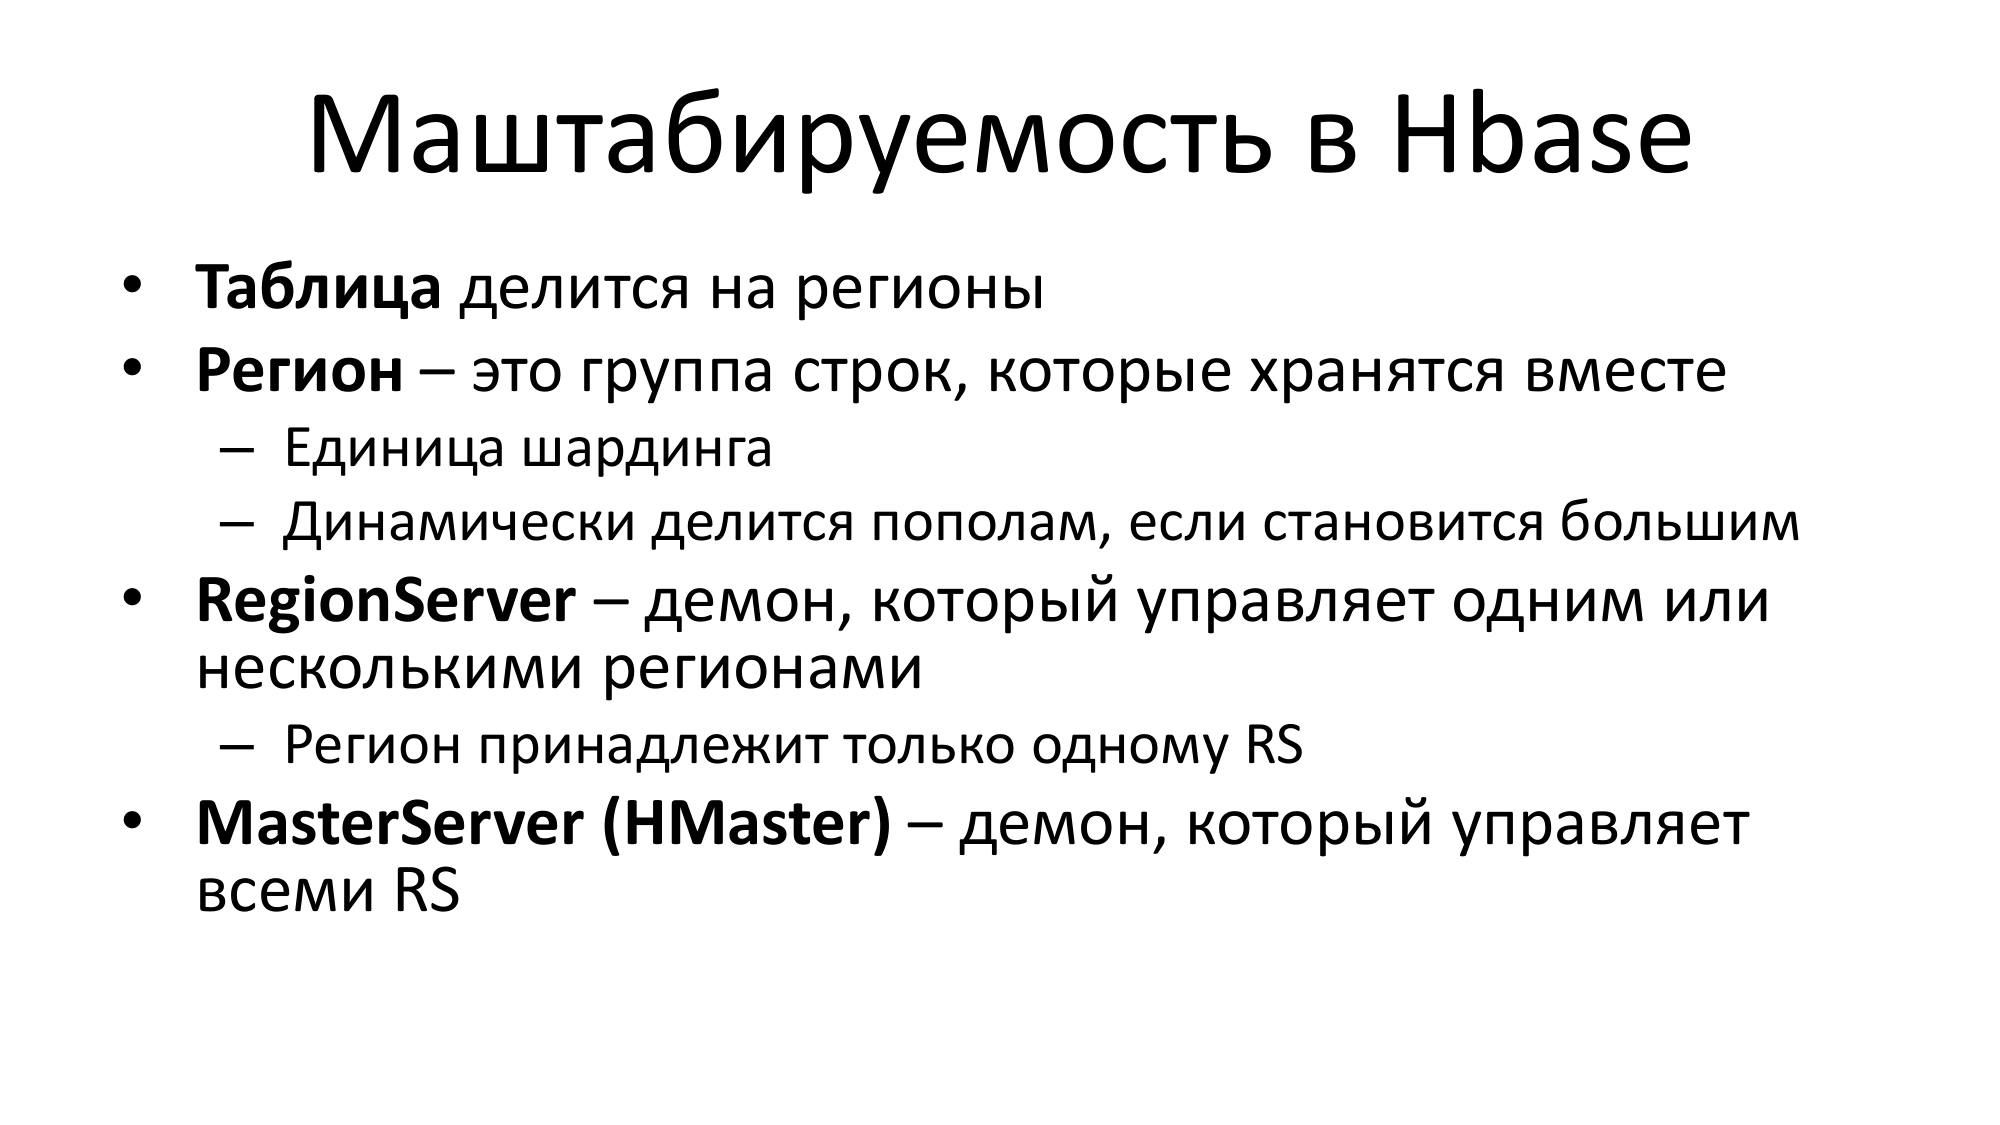 Маштабируемость в Hbase
• Таблица делится на регионы
• Регион – это группа строк, которые хранятся вместе
– Единица шардинга
– Динамически делится пополам, если становится большим
• RegionServer – демон, который управляет одним или
несколькими регионами
– Регион принадлежит только одному RS
• MasterServer (HMaster) – демон, который управляет
всеми RS